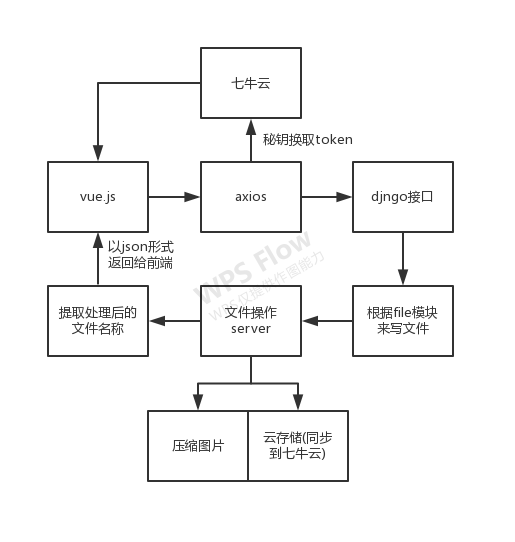 七牛云
秘钥换取token
vue.js
axios
djngo接口
以json形式
返回给前端
WPS Flow
WPS仅提供作图能力
提取处理后的
文件名称
文件操作
server
根据file模块
来写文件
压缩图片
云存储(同步
到七牛云)